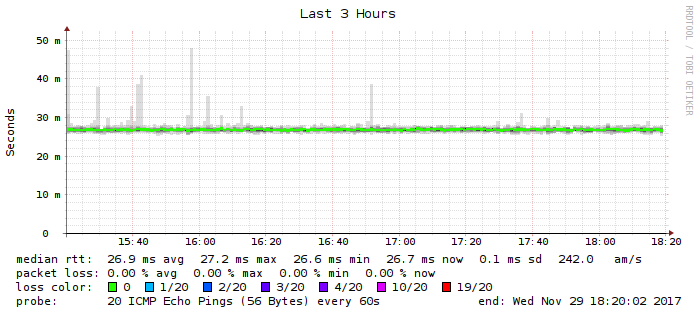 Last 3 Hours
RRDTOOL / TOBI OETIKER
Seconds
50 m
40 m
30 m
20 m
10 m
0
15:40 16:00 16:20 16:40 17:00 17:20 17:40 18:00 18:20
median rtt: 26.9 ms avg 27.2 ms max 26.6 ms min 26.7 ms now 0.1 ms sd 242.0 am/s
packet loss: 0.00 % avg 0.00 % max 0.00 % min 0.00 % now
loss color: 0 1/20 2/20 3/20 4/20 10/20 19/20
probe: 20 ICMP Echo Pings (56 Bytes) every 60s end: Wed Nov 29 18:20:02 2017